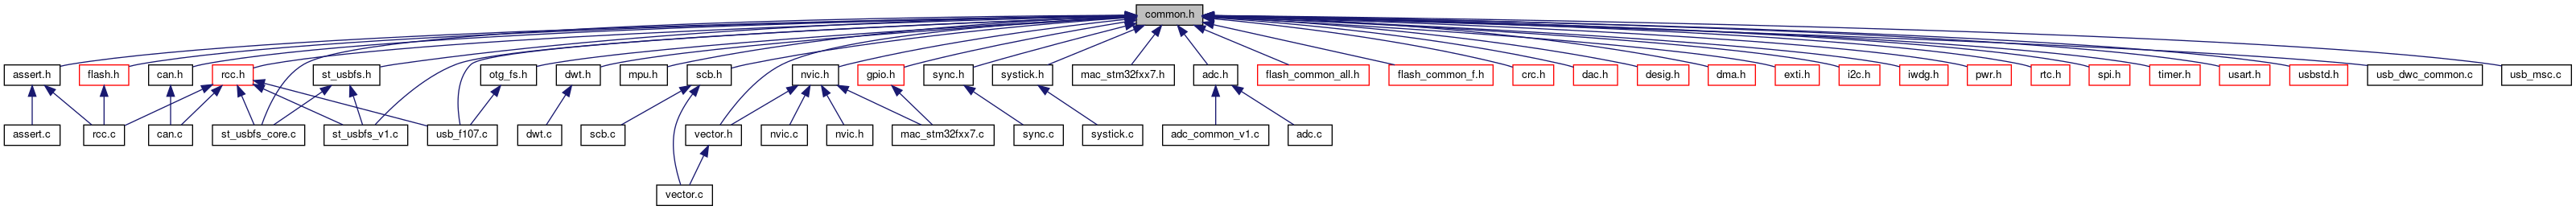 common.h
assert.h
flash.h
can.h
rcc.h
st_usbfs.h
otg_fs.h
dwt.h
mpu.h
scb.h
nvic.h
gpio.h
sync.h
systick.h
mac_stm32fxx7.h
adc.h
flash_common_all.h
flash_common_f.h
crc.h
dac.h
desig.h
dma.h
exti.h
i2c.h
iwdg.h
pwr.h
rtc.h
spi.h
timer.h
usart.h
usbstd.h
usb_dwc_common.c
usb_msc.c
assert.c
rcc.c
can.c
st_usbfs_core.c
st_usbfs_v1.c
usb_f107.c
dwt.c
scb.c
vector.h
nvic.c
nvic.h
mac_stm32fxx7.c
sync.c
systick.c
adc_common_v1.c
adc.c
vector.c